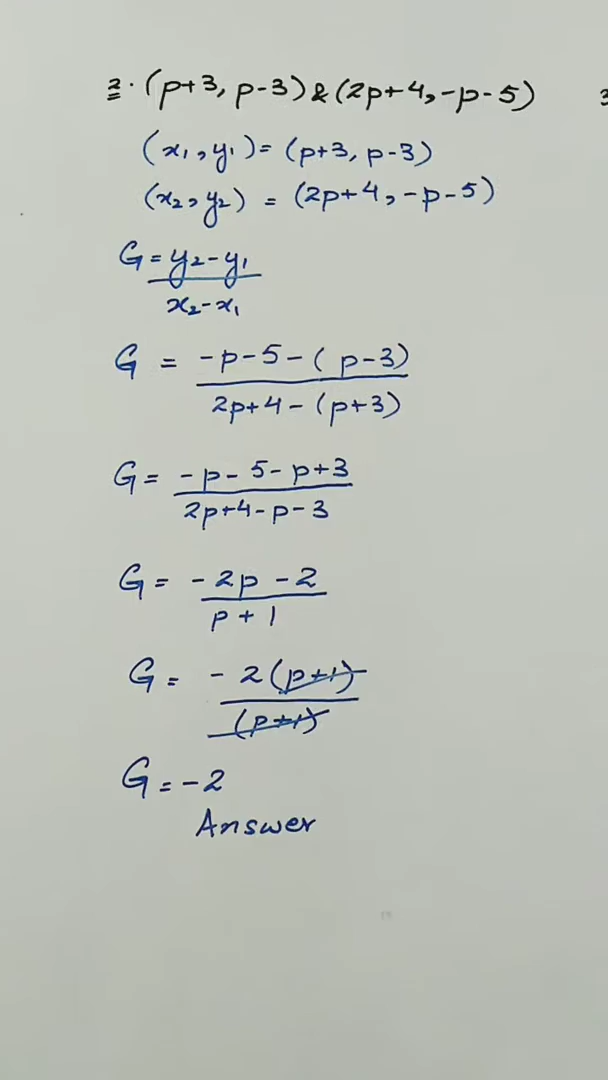 2. (p+3, p-3) & (2p+4, -p-5)
(x₁, y₁) = (p+3, p-3)
(x₂, y₂) = (2p+4, -p-5)
G = y₂-y₁
x₂-x₁
G = -p-5-(p-3)
2p+4-(p+3)
G = -p-5-p+3
2p+4-p-3
G = -2p-2
p+1
G = -2(p+1)
(p+1)
G = -2
Answer